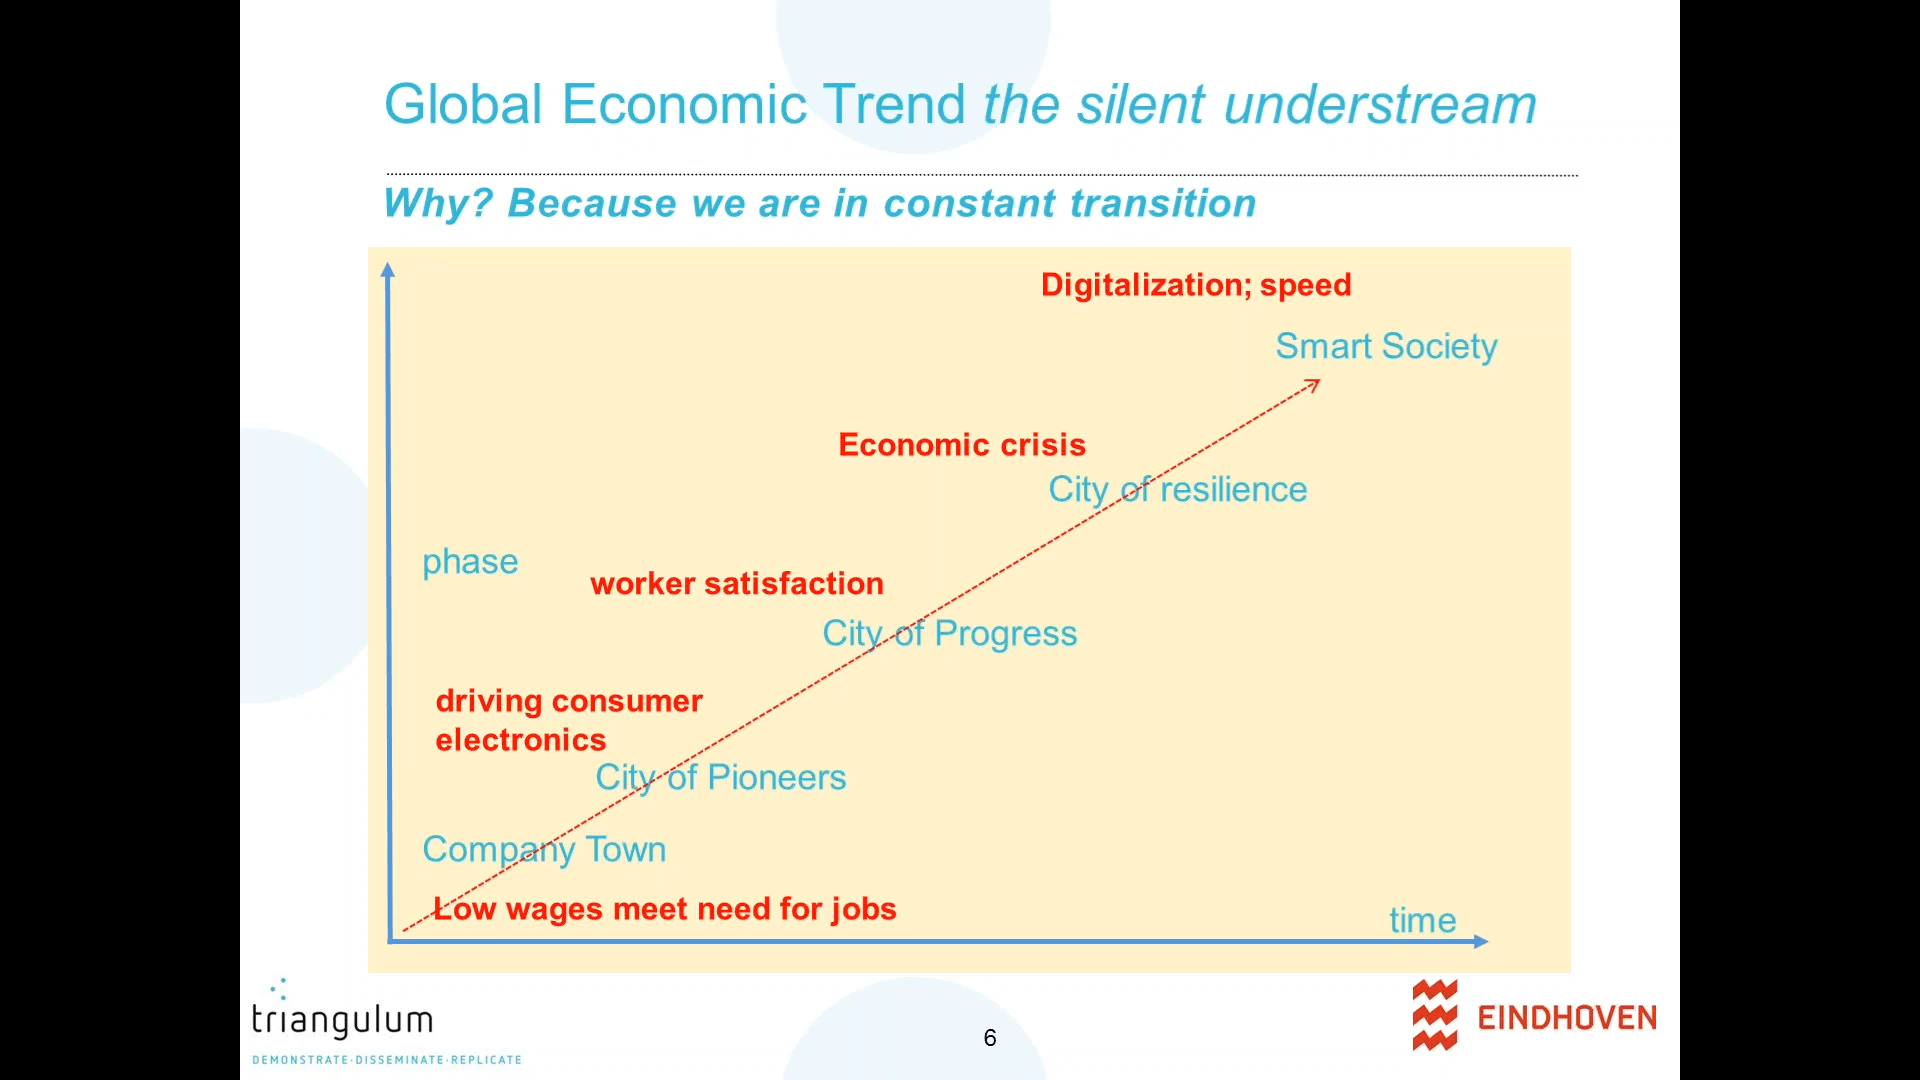 Global Economic Trend the silent understream
Why? Because we are in constant transition
Digitalization; speed
Smart Society
Economic crisis
City of resilience
phase
worker satisfaction
City of Progress
driving consumer
electronics
City of Pioneers
Company Town
Low wages meet need for jobs
time
triangulum
DEMONSTRATE·DISSEMINATE·REPLICATE
6
EINDHOVEN